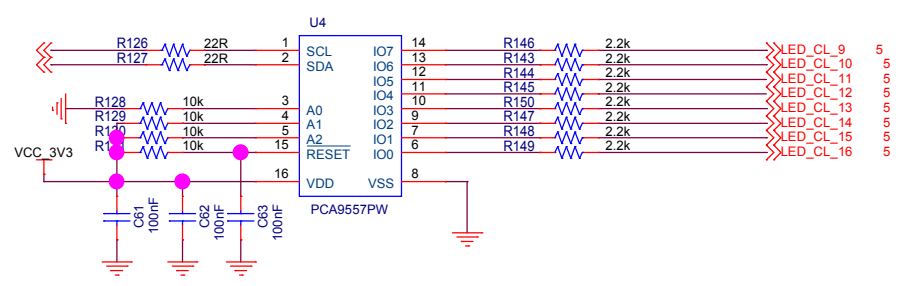 U4
R126 22R 1 SCL IO7 14 R146 2.2k LED_CL_9 5
R127 22R 2 SDA IO6 13 R143 2.2k LED_CL_10 5
IO5 12 R144 2.2k LED_CL_11 5
IO4 11 R145 2.2k LED_CL_12 5
R128 10k 3 A0 IO3 10 R150 2.2k LED_CL_13 5
R129 10k 4 A1 IO2 9 R147 2.2k LED_CL_14 5
10k 5 A2 IO1 7 R148 2.2k LED_CL_15 5
10k 15 RESET IO0 6 R149 2.2k LED_CL_16 5
VCC_3V3
16 VDD VSS 8
C61 100nF
C62 100nF
C63 100nF
PCA9557PW